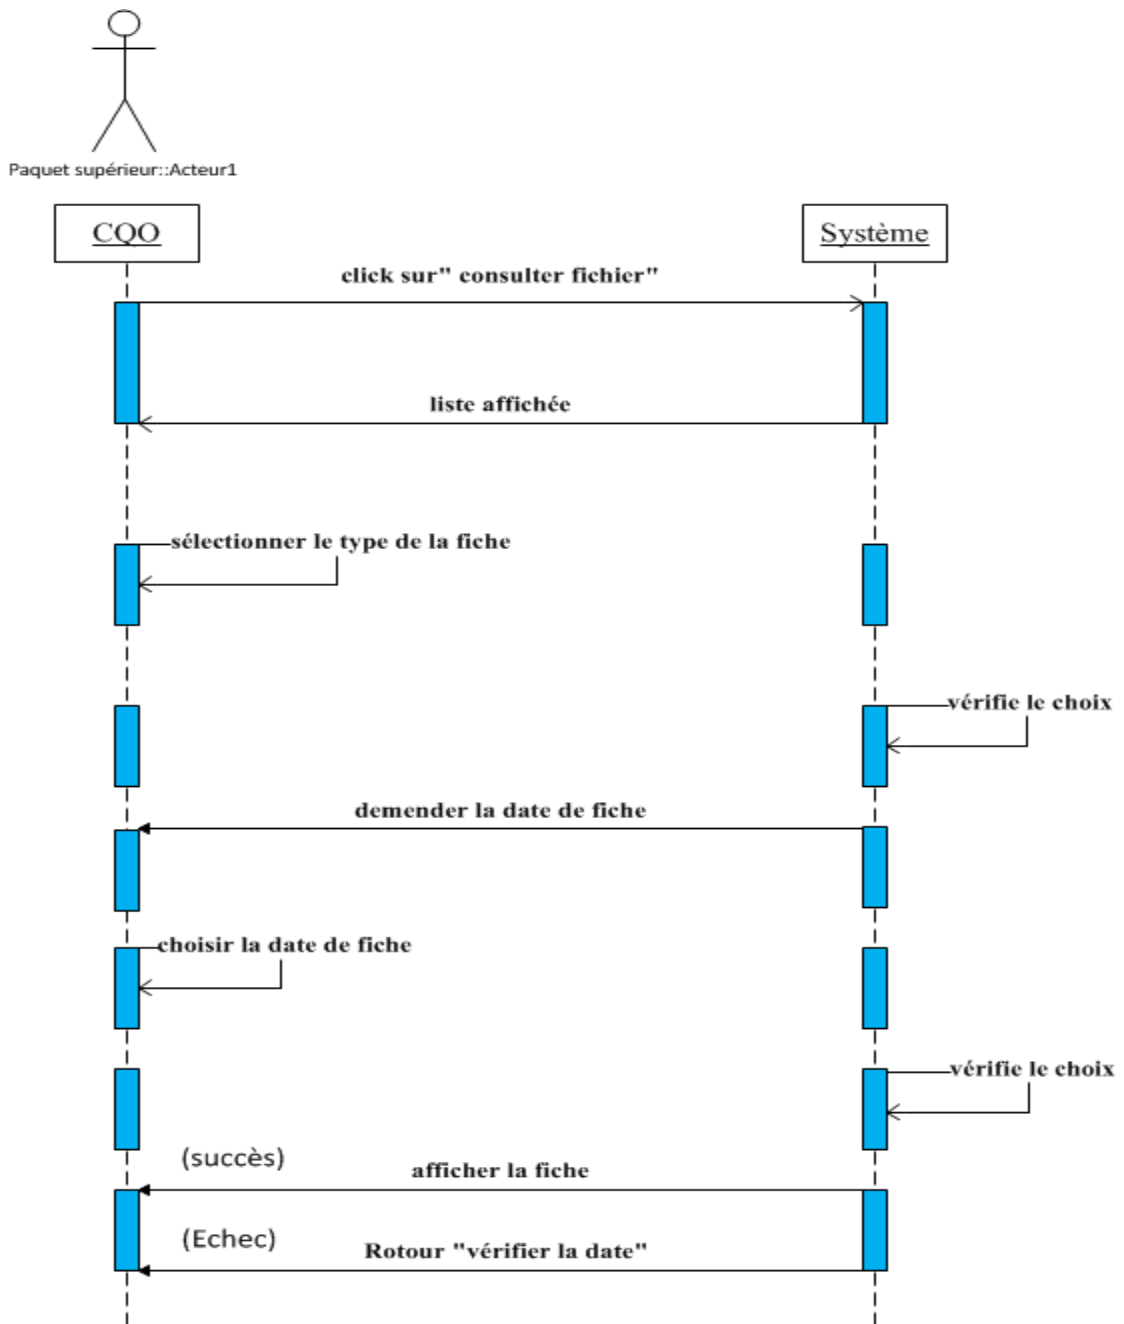 Paquet supérieur::Acteur1
CQO
Système
click sur" consulter fichier"
liste affichée
sélectionner le type de la fiche
vérifie le choix
demender la date de fiche
choisir la date de fiche
vérifie le choix
(succès)
afficher la fiche
(Echec)
Rotour "vérifier la date"